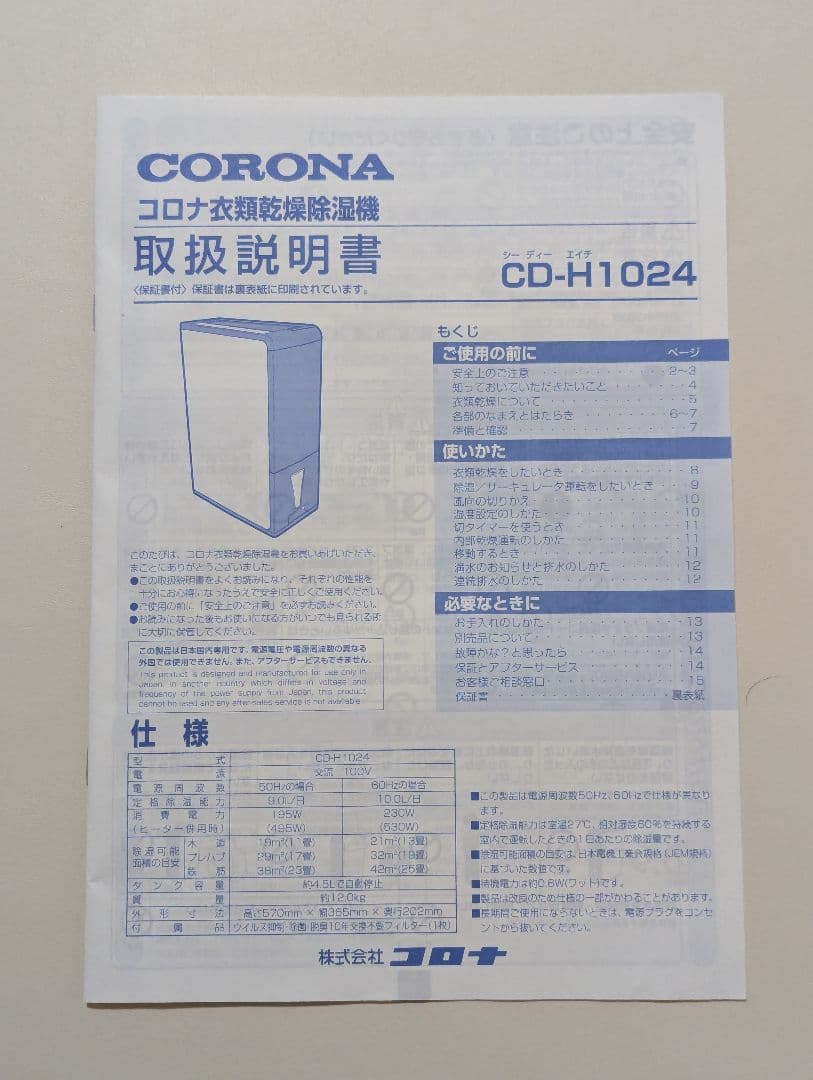 CORONA
コロナ衣類乾燥除湿機
取扱説明書
〈保証書付〉保証書は裏表紙に印刷されています。
シー ディー エイチ
CD-H1024
もくじ
ご使用の前に ページ
安全上のご注意 2~3
知っておいていただきたいこと 4
衣類乾燥について 5
各部のなまえとはたらき 6~7
準備と確認 7
使いかた
衣類乾燥をしたいとき 8
除湿／サーキュレータ運転をしたいとき 9
風向の切りかえ 10
湿度設定のしかた 10
切タイマーを使うとき 11
内部乾燥運転のしかた 11
移動するとき 11
満水のお知らせと排水のしかた 12
連続排水のしかた 12
必要なときに
お手入れのしかた 13
別売品について 13
故障かな？と思ったら 14
保証とアフターサービス 14
お客様ご相談窓口 15
保証書 裏表紙
このたびは、コロナ衣類乾燥除湿機をお買いあげいただき、
まことにありがとうございました。
●この取扱説明書をよくお読みになり、それぞれの性能を
十分にお心得になったうえで安全に正しくご使用ください。
●ご使用の前に「安全上のご注意」を必ずお読みください。
●お読みになった後もお使いになる方がいつでも見られる所
に大切に保管してください。
この製品は日本国内専用です。電源電圧や電源周波数の異なる
外国では使用できません。また、アフターサービスもできません。
This product is designed and manufactured for use only in
Japan. In another country which differs in voltage and
frequency of the power supply from Japan, this product
cannot be used and any after-sales service is not available.
仕様
型式 CD-H1024
電源 交流 100V
電源周波数 50Hzの場合 60Hzの場合
定格除湿能力 9.0L/日 10.0L/日
消費電力 195W 230W
(ヒーター併用時) (495W) (530W)
除湿可能面積の目安 木造 19m²(11畳) 21m²(13畳)
プレハブ 29m²(17畳) 32m²(19畳)
鉄筋 38m²(23畳) 42m²(25畳)
タンク容量 約4.5Lで自動停止
質量 約12.0kg
外形寸法 高さ570mm × 幅365mm × 奥行202mm
付属品 ウイルス抑制･除菌･脱臭10年交換不要フィルター(1枚)
■この製品は電源周波数50Hz、60Hzで仕様が異なり
ます。
■定格除湿能力は室温27℃、相対湿度60％を持続する
室内で運転したときの1日あたりの除湿量です。
■除湿可能面積の目安は、日本電機工業会規格(JEM規格)
に基づいた数値です。
■待機電力は約0.6W(ワット)です。
■製品は改良のため仕様の一部がかわることがあります。
■長期間ご使用にならないときは、電源プラグをコンセ
ントから抜いてください。
株式会社 コロナ